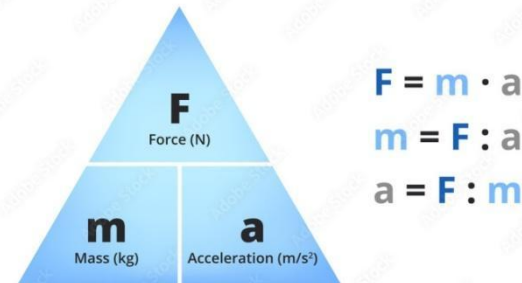 F
Force (N)
m
Mass (kg)
a
Acceleration (m/s²)
F = m · a
m = F : a
a = F : m